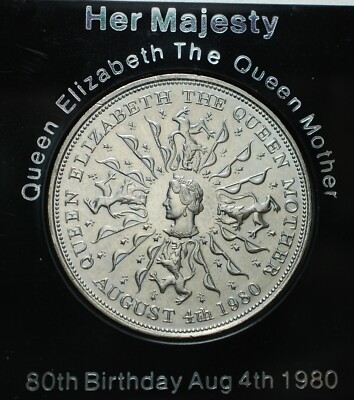 Her Majesty
Queen Elizabeth The Queen Mother
QUEEN ELIZABETH THE QUEEN MOTHER
AUGUST 4th 1980
80th Birthday Aug 4th 1980